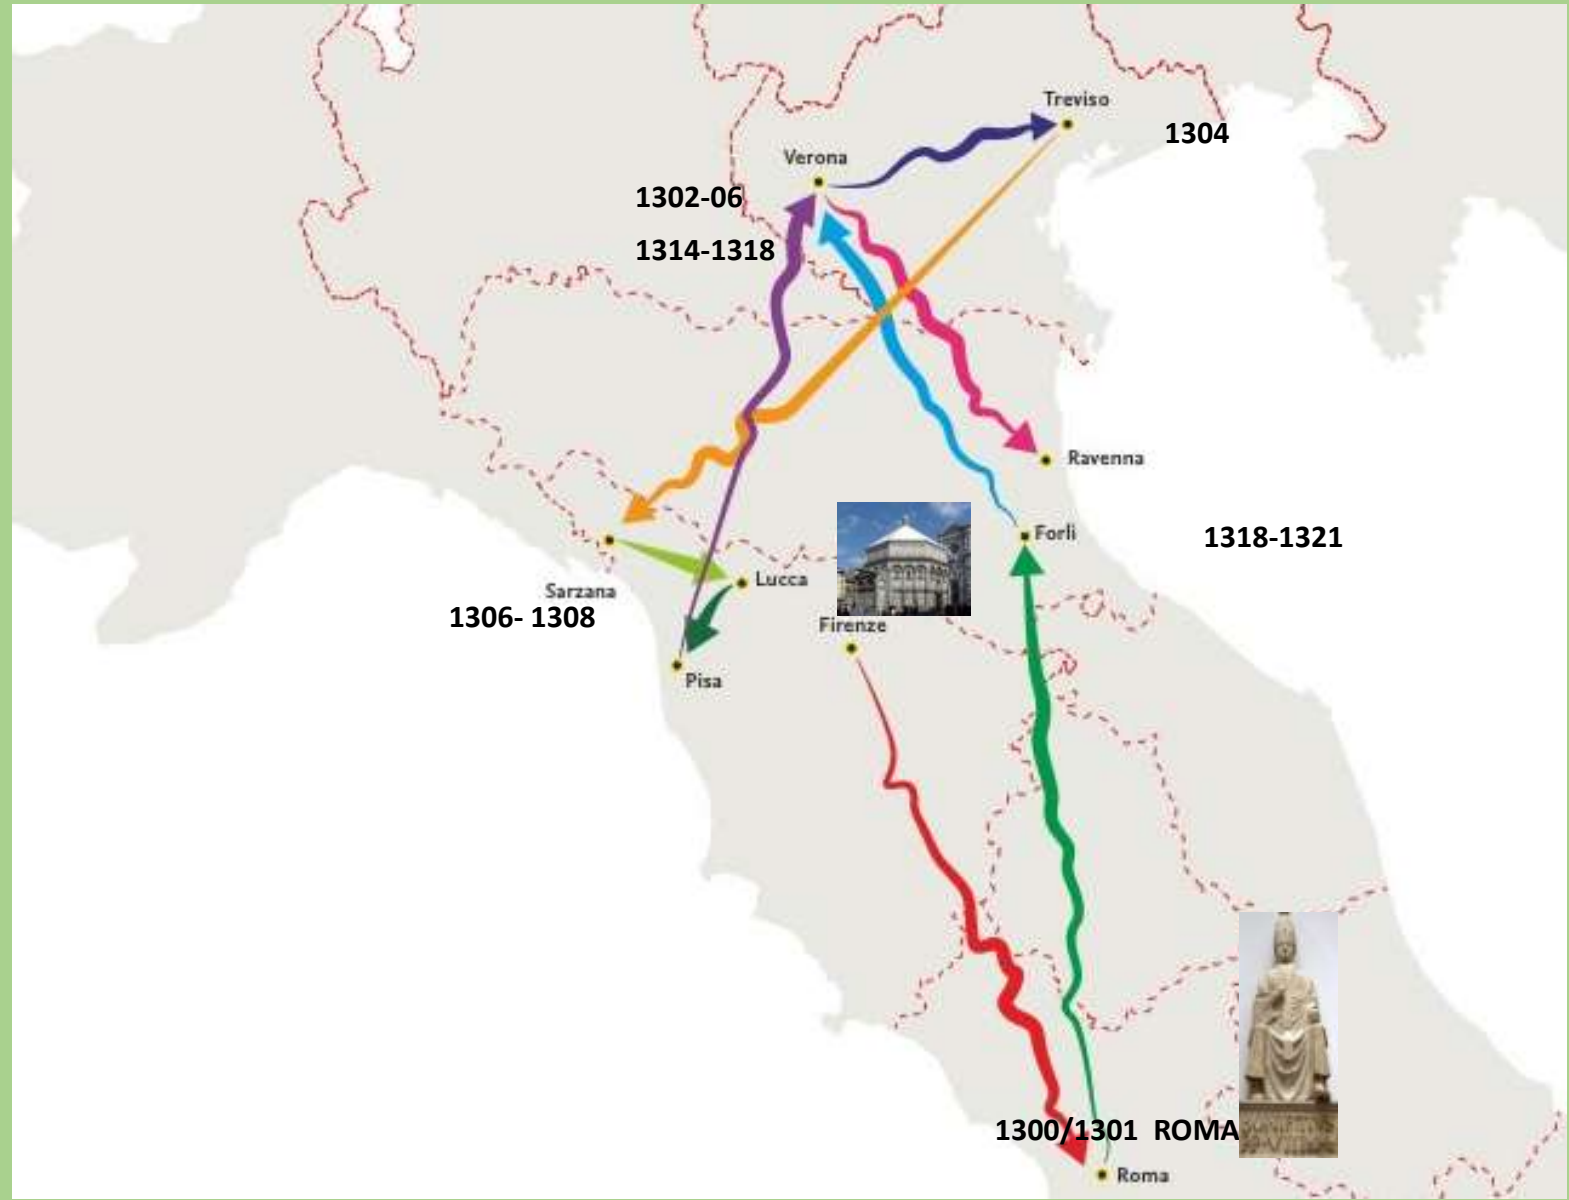 Treviso
1304
Verona
1302-06
1314-1318
Ravenna
Forlì
1318-1321
Lucca
Sarzana
1306- 1308
Firenze
Pisa
1300/1301 ROMA
Roma